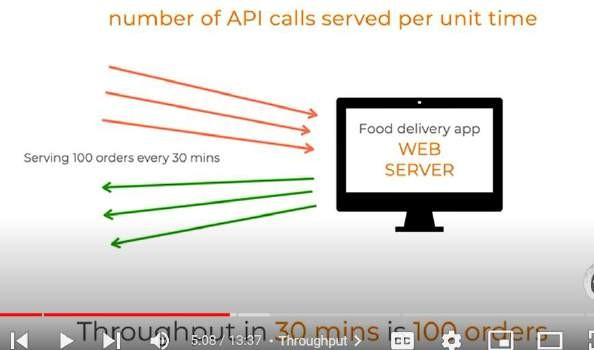 number of API calls served per unit time
Food delivery app
WEB
SERVER
Serving 100 orders every 30 mins
Throughput in 30 mins is 100 orders
5:08 / 13:37 • Throughput >